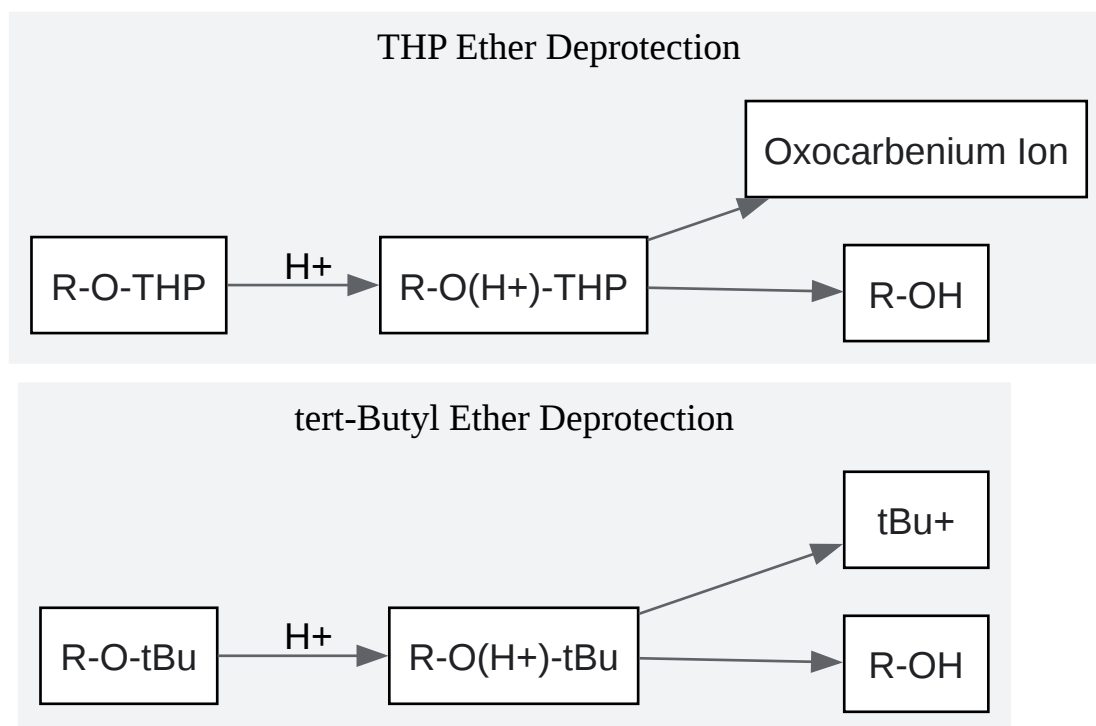 THP Ether Deprotection
Oxocarbenium Ion
R-O-THP
H+
R-O(H+)-THP
R-OH
tert-Butyl Ether Deprotection
tBu+
R-O-tBu
H+
R-O(H+)-tBu
R-OH